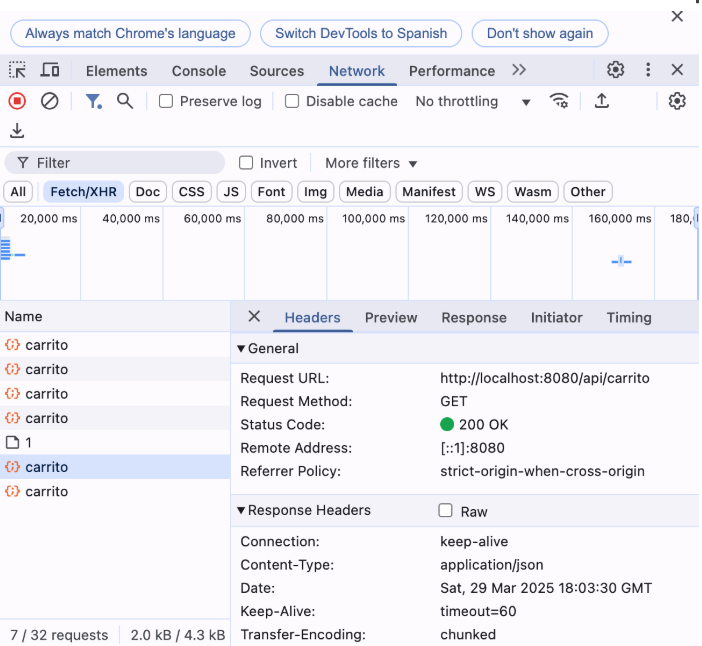 Always match Chrome's language Switch DevTools to Spanish Don't show again
Elements Console Sources Network Performance
Preserve log Disable cache No throttling
Filter Invert More filters
All Fetch/XHR Doc CSS JS Font Img Media Manifest WS Wasm Other
20,000 ms 40,000 ms 60,000 ms 80,000 ms 100,000 ms 120,000 ms 140,000 ms 160,000 ms 180,
Name
carrito
carrito
carrito
carrito
1
carrito
carrito
7 / 32 requests 2.0 kB / 4.3 kB
Headers Preview Response Initiator Timing
General
Request URL: http://localhost:8080/api/carrito
Request Method: GET
Status Code: 200 OK
Remote Address: [::1]:8080
Referrer Policy: strict-origin-when-cross-origin
Response Headers Raw
Connection: keep-alive
Content-Type: application/json
Date: Sat, 29 Mar 2025 18:03:30 GMT
Keep-Alive: timeout=60
Transfer-Encoding: chunked